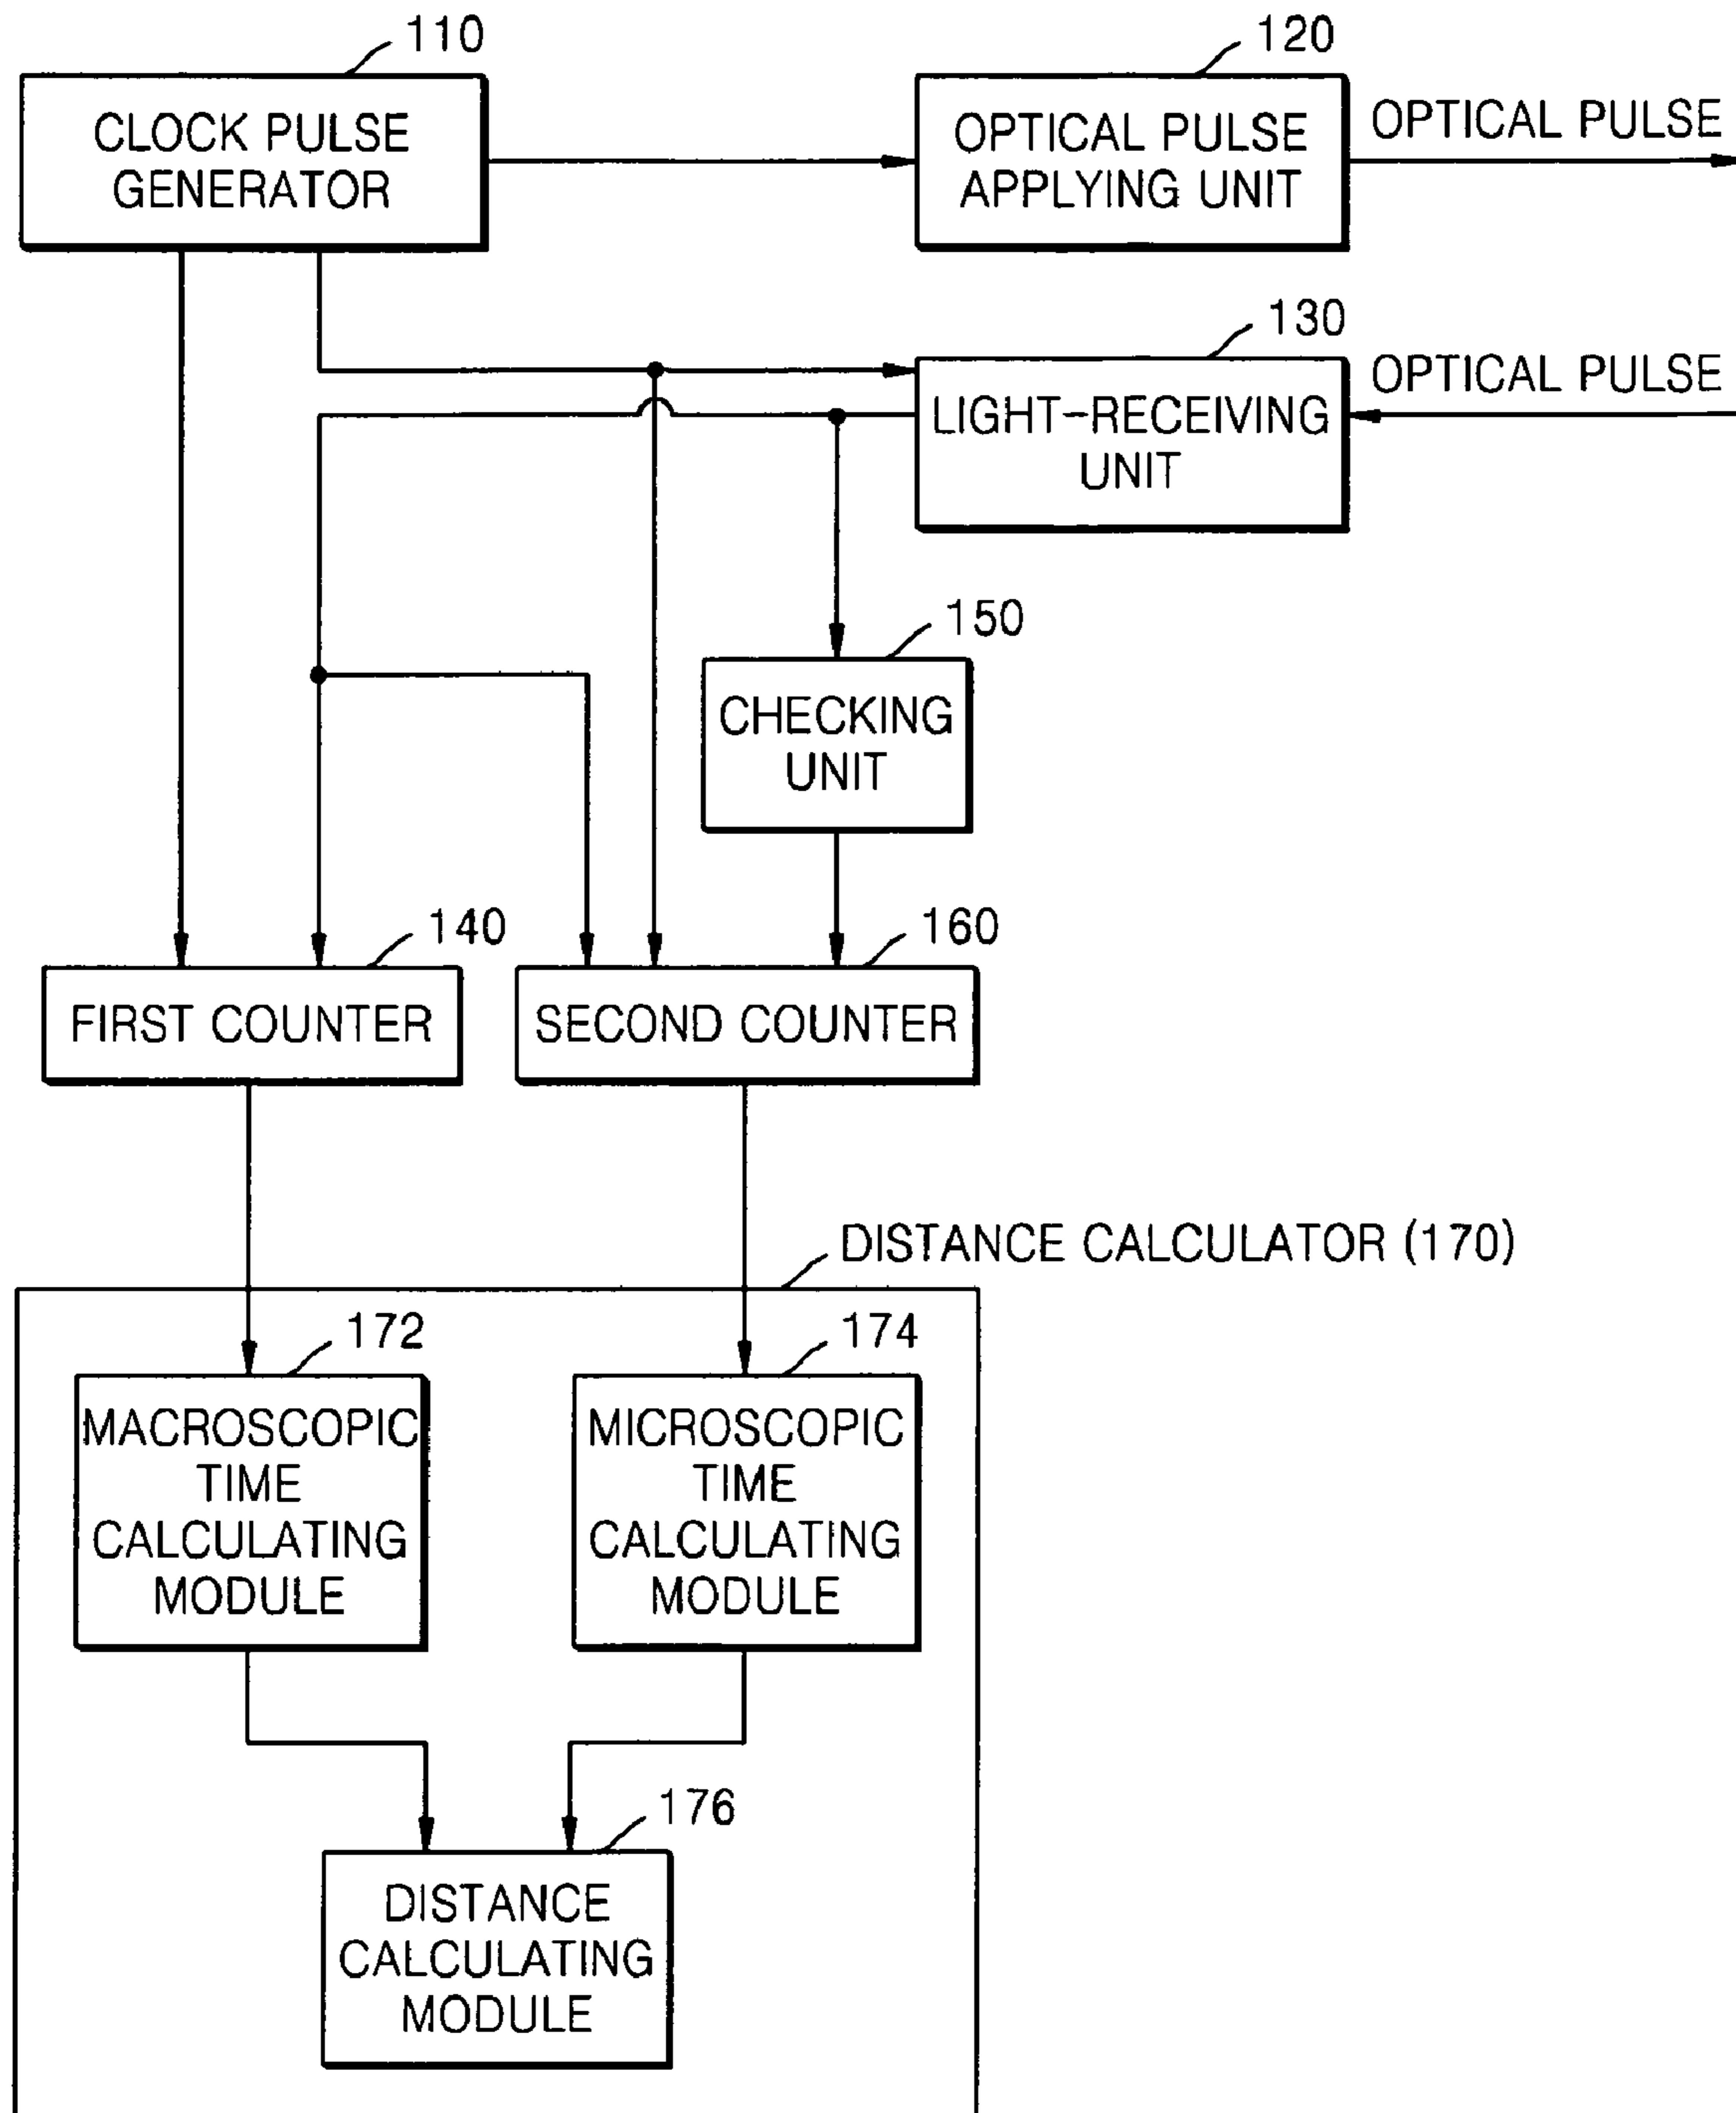 110
CLOCK PULSE
GENERATOR
120
OPTICAL PULSE
APPLYING UNIT
OPTICAL PULSE
130
LIGHT-RECEIVING
UNIT
OPTICAL PULSE
150
CHECKING
UNIT
140
FIRST COUNTER
160
SECOND COUNTER
DISTANCE CALCULATOR (170)
172
MACROSCOPIC
TIME
CALCULATING
MODULE
174
MICROSCOPIC
TIME
CALCULATING
MODULE
176
DISTANCE
CALCULATING
MODULE